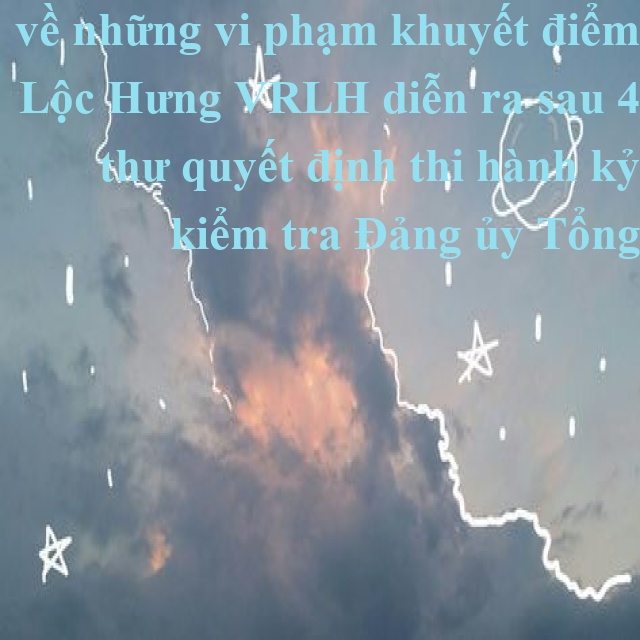 về những vi phạm khuyết điểm
Lộc Hưng VRLH diễn ra sau 4
thư quyết định thi hành kỷ
kiểm tra Đảng ủy Tổng